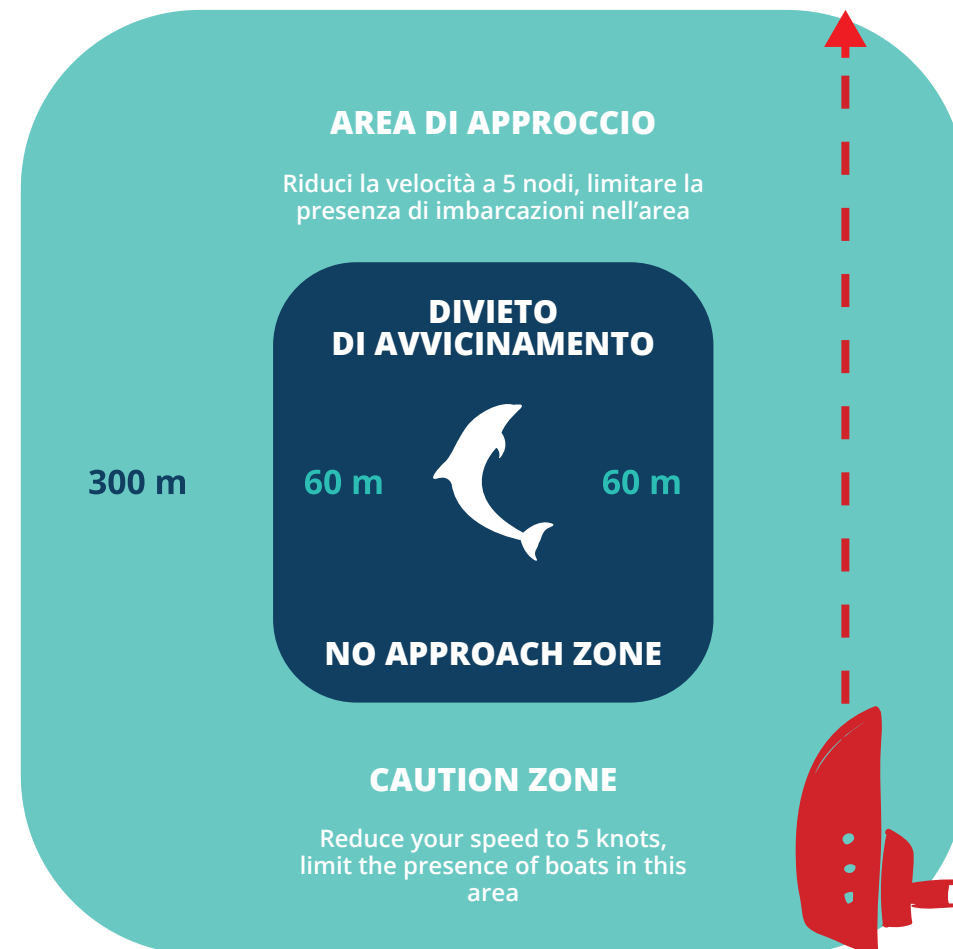 AREA DI APPROCCIO
Riduci la velocità a 5 nodi, limitare la
presenza di imbarcazioni nell’area
DIVIETO
DI AVVICINAMENTO
300 m
60 m
60 m
NO APPROACH ZONE
CAUTION ZONE
Reduce your speed to 5 knots,
limit the presence of boats in this
area